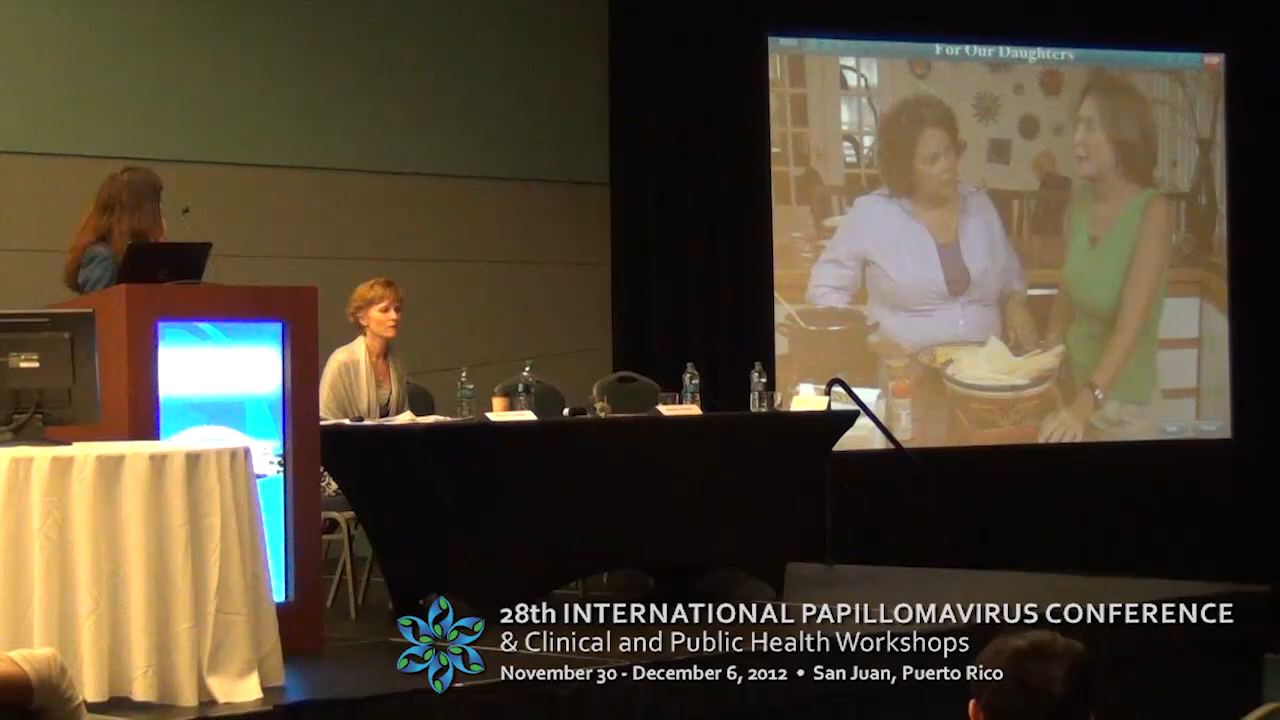 For Our Daughters
28th INTERNATIONAL PAPILLOMAVIRUS CONFERENCE
& Clinical and Public Health Workshops
November 30 - December 6, 2012 • San Juan, Puerto Rico